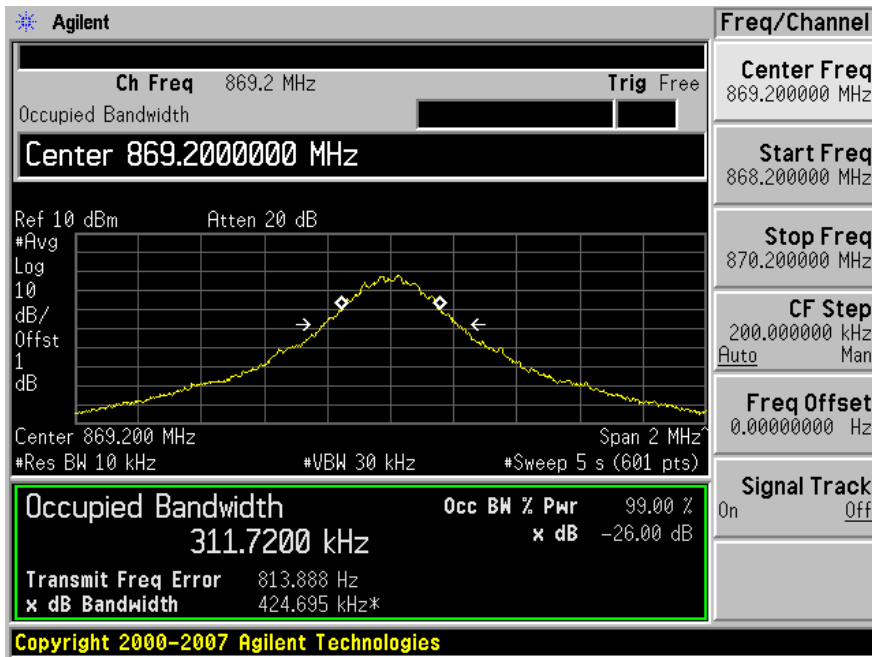 Agilent
Freq/Channel
Ch Freq 869.2 MHz Trig Free
Occupied Bandwidth
Center 869.2000000 MHz
Ref 10 dBm Atten 20 dB
#Avg
Log
10
dB/
Offst
1
dB
Center 869.200 MHz Span 2 MHz^
#Res BW 10 kHz #VBW 30 kHz #Sweep 5 s (601 pts)
Occupied Bandwidth
311.7200 kHz
Occ BW % Pwr 99.00 %
x dB -26.00 dB
Transmit Freq Error 813.888 Hz
x dB Bandwidth 424.695 kHz*
Center Freq
869.200000 MHz
Start Freq
868.200000 MHz
Stop Freq
870.200000 MHz
CF Step
200.000000 kHz
Auto Man
Freq Offset
0.00000000 Hz
Signal Track
On Off
Copyright 2000-2007 Agilent Technologies